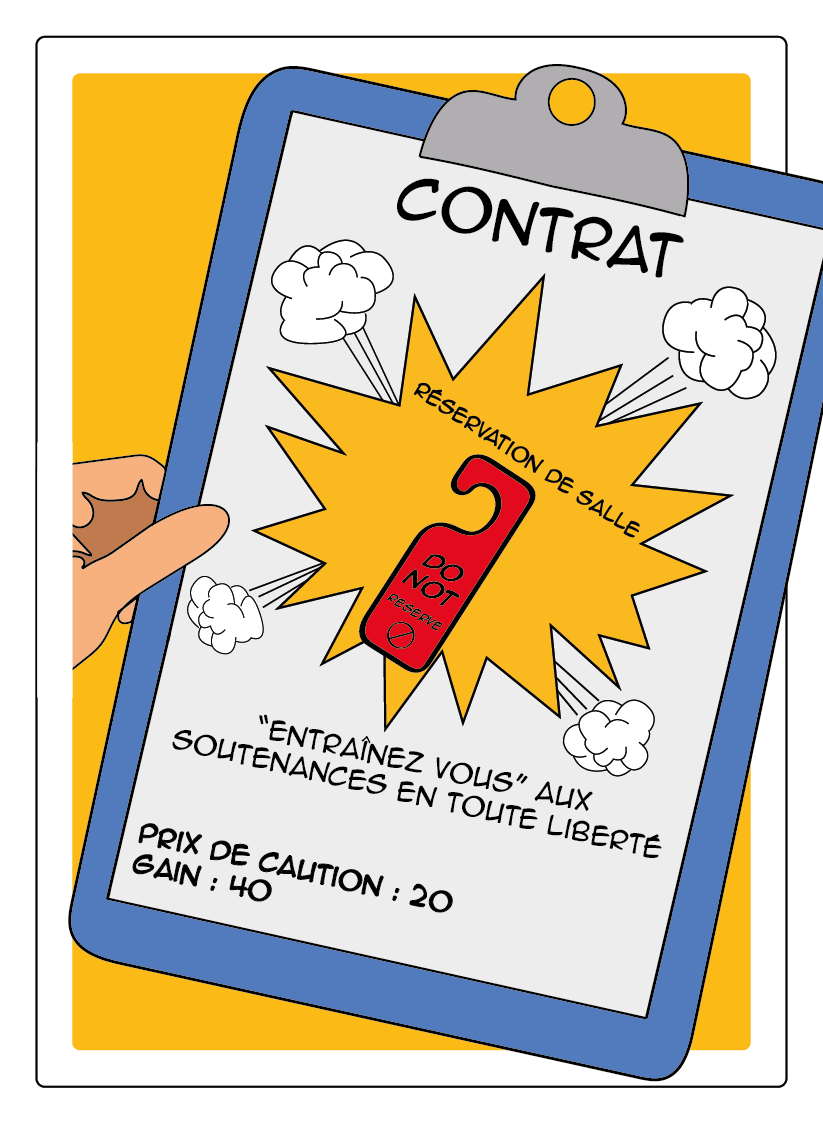 CONTRAT
RÉSERVATION DE SALLE
DO
NOT
RESERVE
“ENTRAÎNEZ VOUS” AUX
SOUTENANCES EN TOUTE LIBERTÉ
PRIX DE CAUTION : 20
GAIN : 40